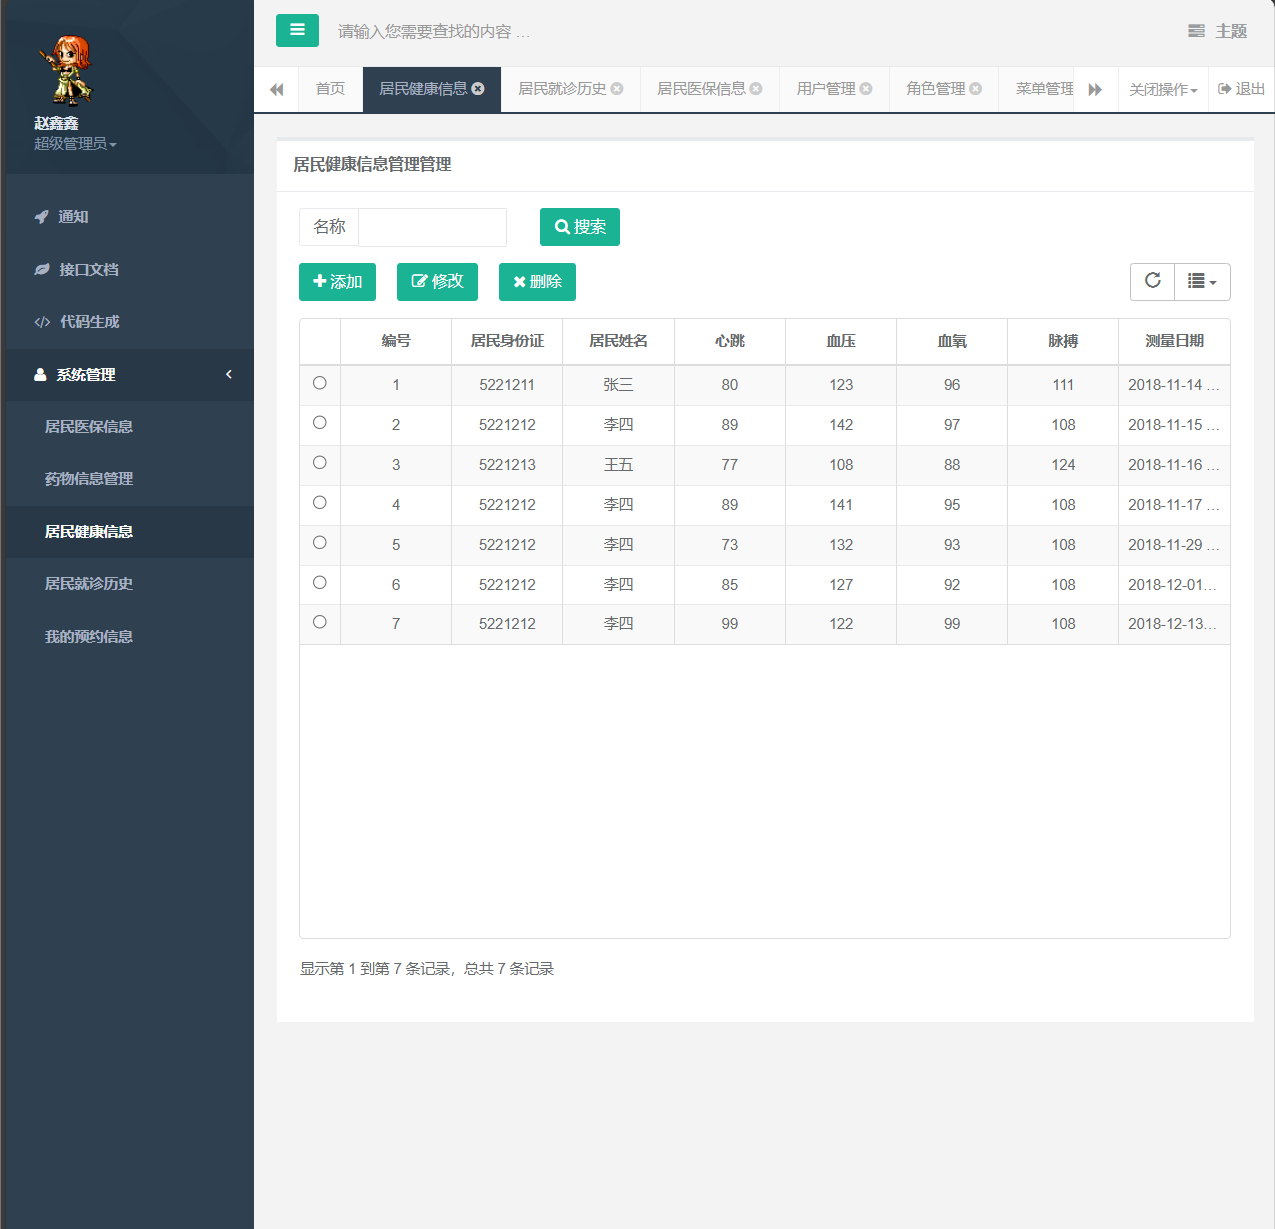 请输入您需要查找的内容 …
主题
首页
居民健康信息
居民就诊历史
居民医保信息
用户管理
角色管理
菜单管理
关闭操作
退出
赵鑫鑫
超级管理员
通知
接口文档
代码生成
系统管理
居民医保信息
药物信息管理
居民健康信息
居民就诊历史
我的预约信息
居民健康信息管理管理
名称
搜索
添加 修改 删除
编号 居民身份证 居民姓名 心跳 血压 血氧 脉搏 测量日期
1 5221211 张三 80 123 96 111 2018-11-14 ...
2 5221212 李四 89 142 97 108 2018-11-15 ...
3 5221213 王五 77 108 88 124 2018-11-16 ...
4 5221212 李四 89 141 95 108 2018-11-17 ...
5 5221212 李四 73 132 93 108 2018-11-29 ...
6 5221212 李四 85 127 92 108 2018-12-01...
7 5221212 李四 99 122 99 108 2018-12-13...
显示第 1 到第 7 条记录，总共 7 条记录